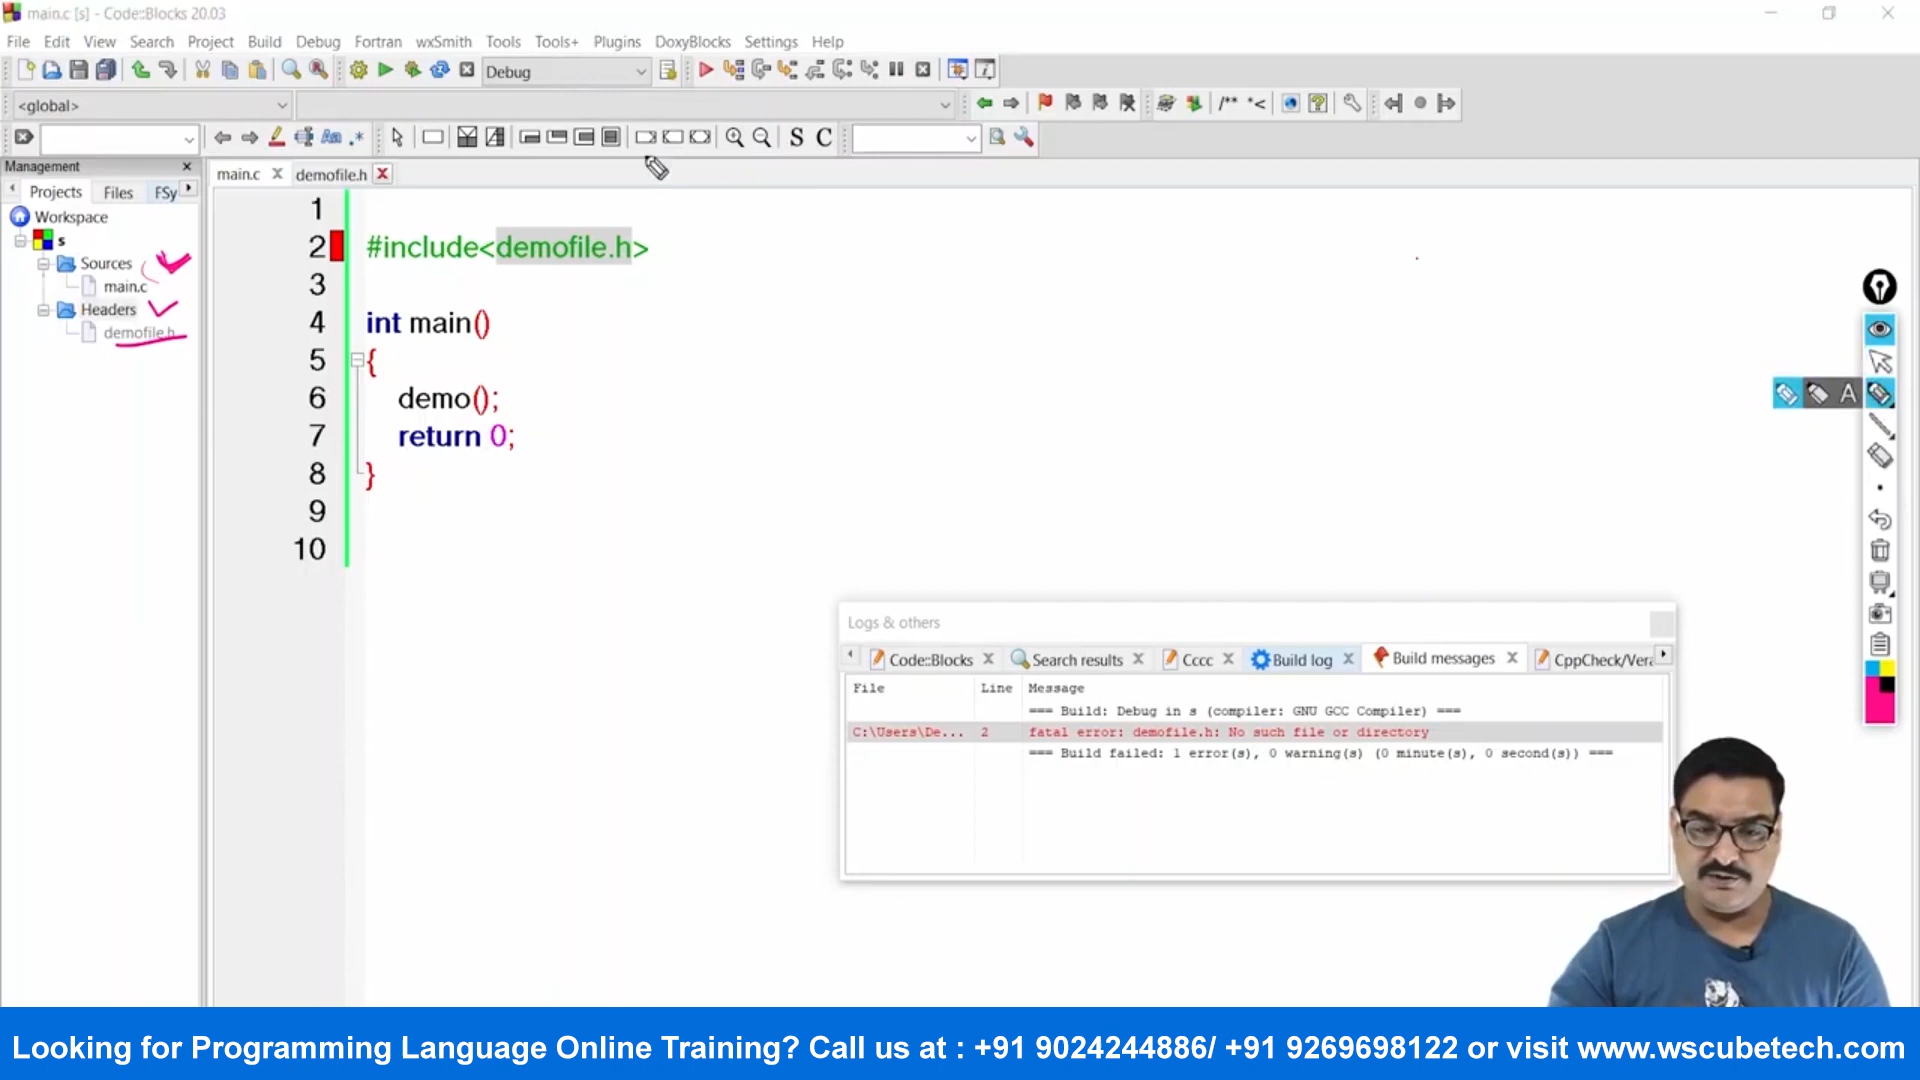 main.c [s] - Code::Blocks 20.03
File Edit View Search Project Build Debug Fortran wxSmith Tools Tools+ Plugins DoxyBlocks Settings Help
Debug
<global>
/** *<
Aa .* S C
Management
Projects Files FSy
Workspace
s
Sources
main.c
Headers
demofile.h
main.c demofile.h
1
2 #include<demofile.h>
3
4 int main()
5 {
6 demo();
7 return 0;
8 }
9
10
A
Logs & others
Code::Blocks Search results Cccc Build log Build messages CppCheck/Vera
File Line Message
=== Build: Debug in s (compiler: GNU GCC Compiler) ===
C:\Users\De... 2 fatal error: demofile.h: No such file or directory
=== Build failed: 1 error(s), 0 warning(s) (0 minute(s), 0 second(s)) ===
Looking for Programming Language Online Training? Call us at : +91 9024244886/ +91 9269698122 or visit www.wscubetech.com